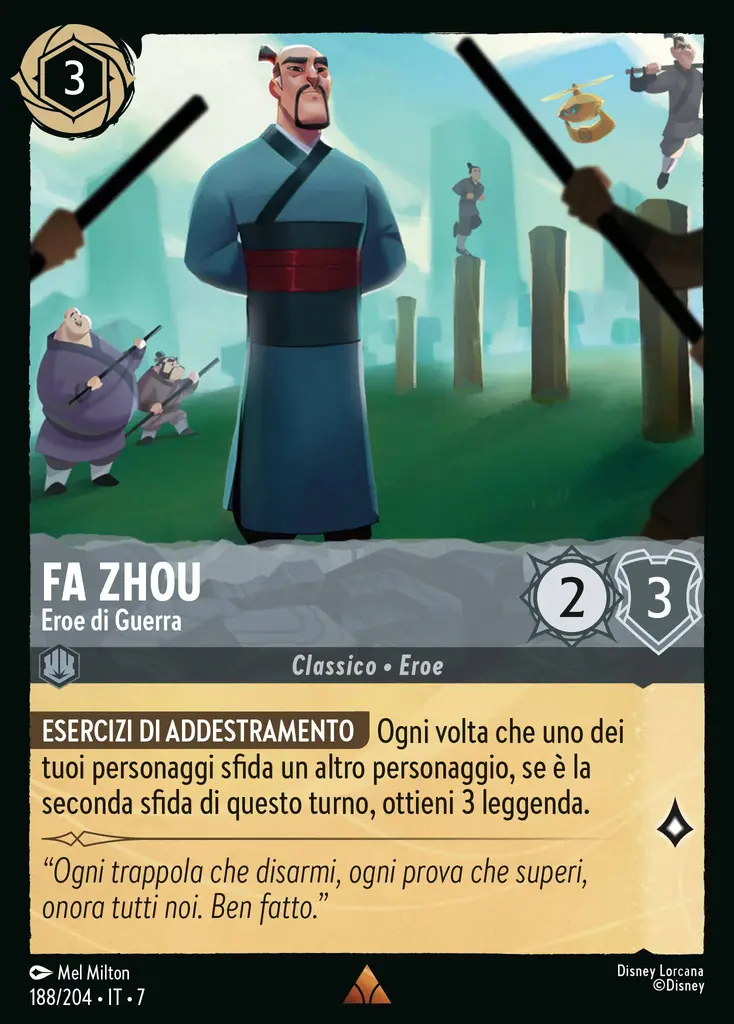 3
FA ZHOU
Eroe di Guerra
2
3
Classico • Eroe
ESERCIZI DI ADDESTRAMENTO Ogni volta che uno dei
tuoi personaggi sfida un altro personaggio, se è la
seconda sfida di questo turno, ottieni 3 leggenda.
“Ogni trappola che disarmi, ogni prova che superi,
onora tutti noi. Ben fatto.”
Mel Milton
188/204 • IT • 7
Disney Lorcana
©Disney